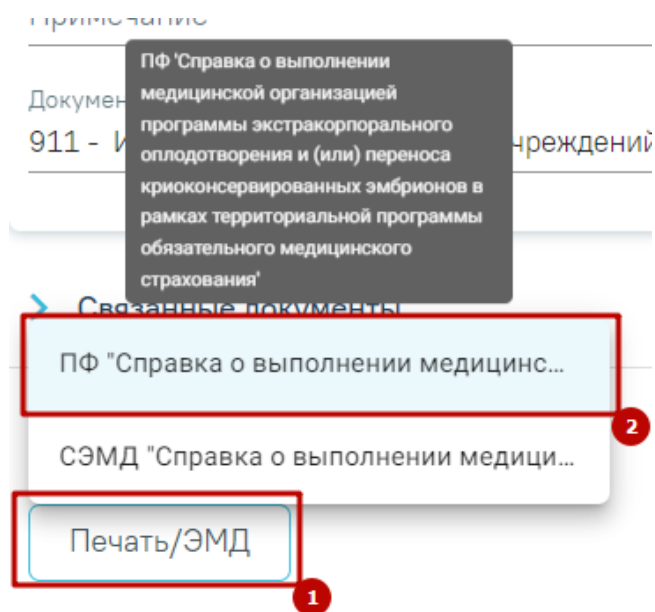 Примечание
ПФ 'Справка о выполнении
медицинской организацией
программы экстракорпорального
оплодотворения и (или) переноса
криоконсервированных эмбрионов в
рамках территориальной программы
обязательного медицинского
страхования'
Докумен
911 - И
чреждений
Связанные документы
ПФ "Справка о выполнении медицинс...
2
СЭМД "Справка о выполнении медици...
Печать/ЭМД
1